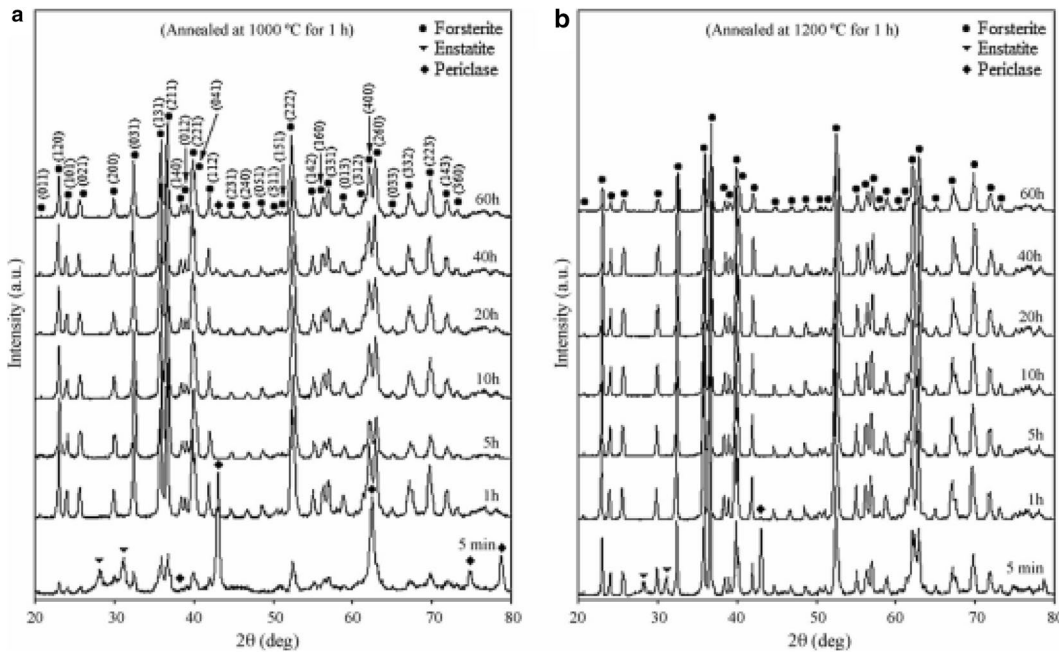 a
(Annealed at 1000 °C for 1 h)
Forsterite
Enstatite
Periclase
(011)
(120)
(101)
(021)
(200)
(031)
(131)
(211)
(140)
(012)
(221)
(041)
(112)
(231)
(240)
(051)
(311)
(151)
(222)
(142)
(160)
(331)
(013)
(312)
(400)
(260)
(033)
(332)
(223)
(143)
(360)
60h
40h
20h
10h
5h
1h
5 min
Intensity (a.u.)
20 30 40 50 60 70 80
2θ (deg)
b
(Annealed at 1200 °C for 1 h)
Forsterite
Enstatite
Periclase
60h
40h
20h
10h
5h
1h
5 min
Intensity (a.u.)
20 30 40 50 60 70 80
2θ (deg)